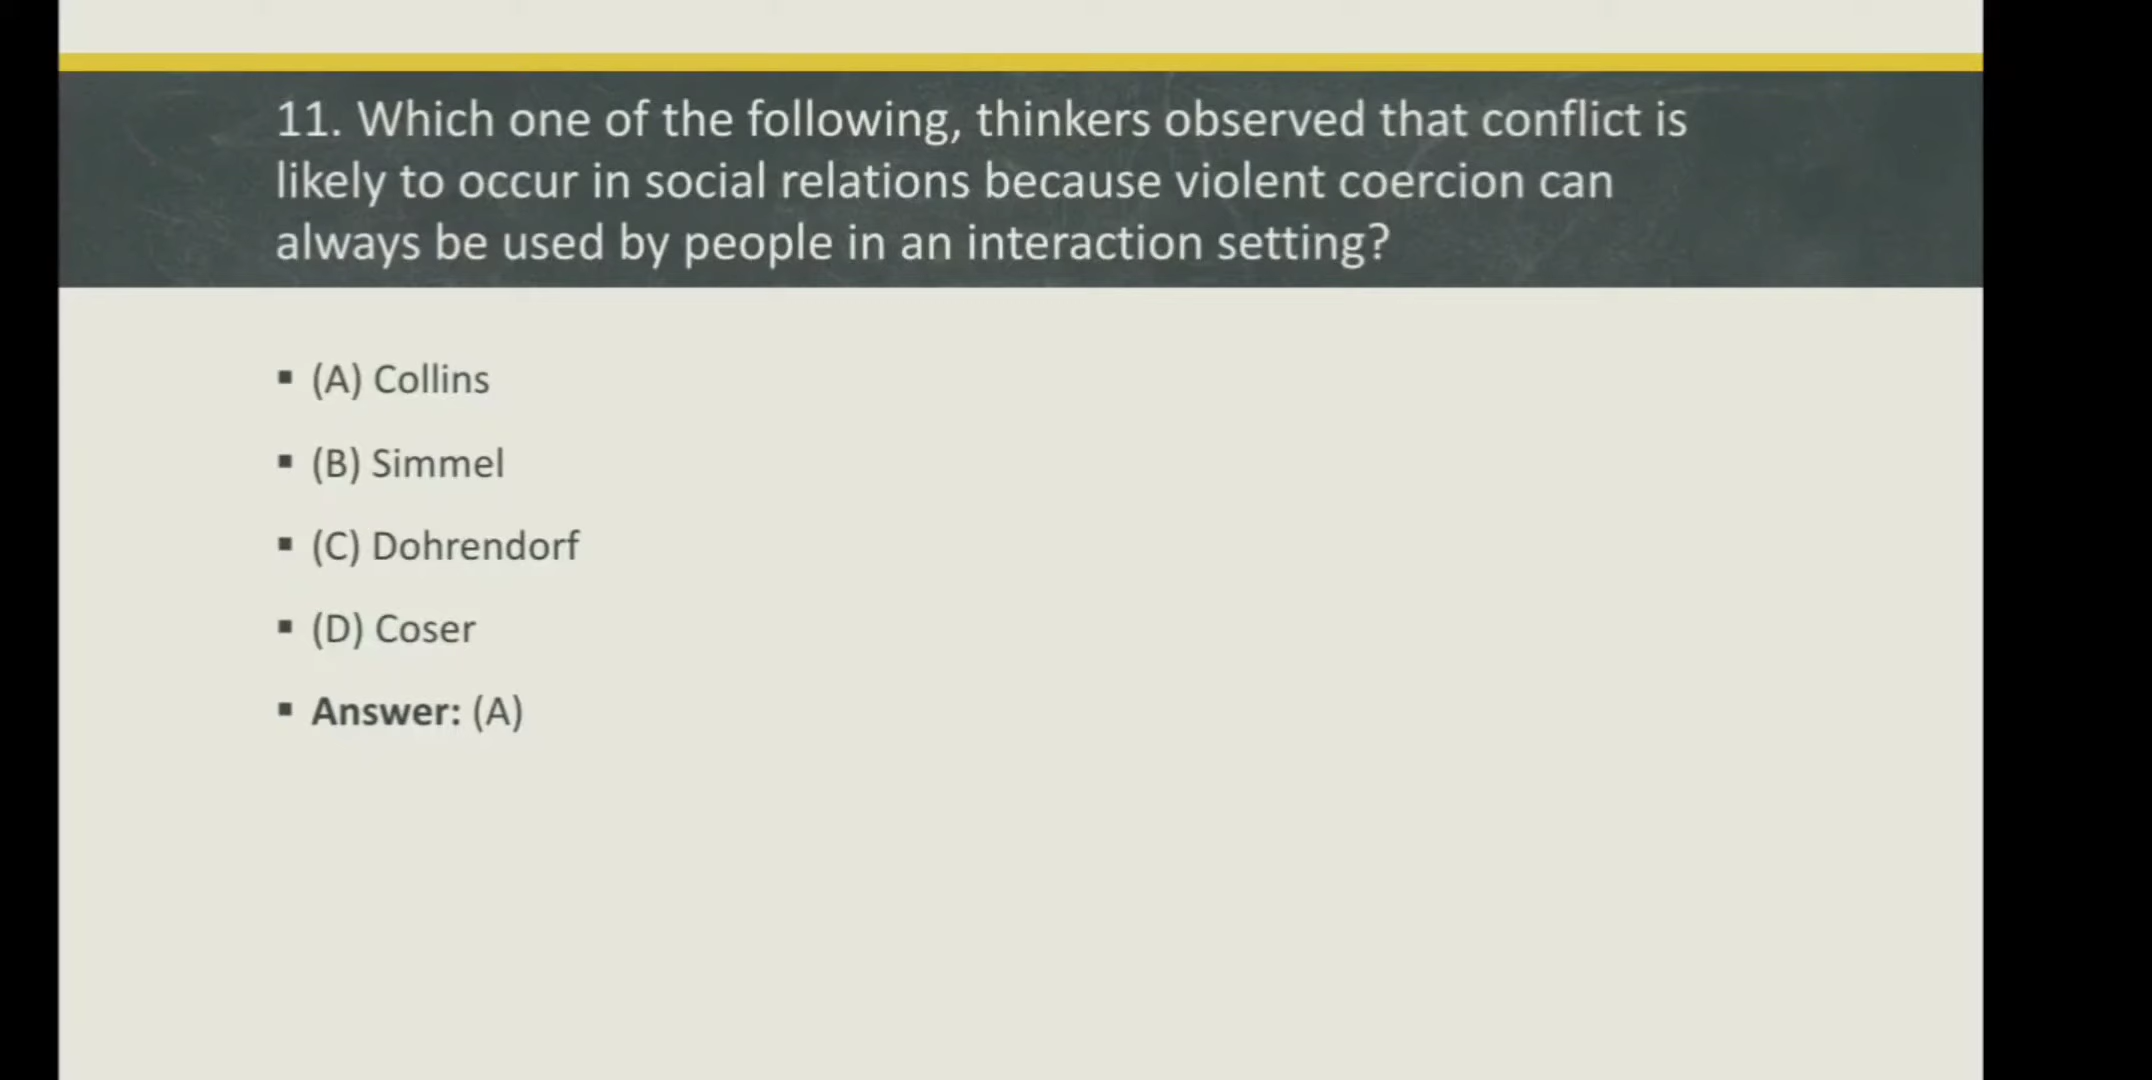 11. Which one of the following, thinkers observed that conflict is
likely to occur in social relations because violent coercion can
always be used by people in an interaction setting?
▪ (A) Collins
▪ (B) Simmel
▪ (C) Dohrendorf
▪ (D) Coser
▪ Answer: (A)